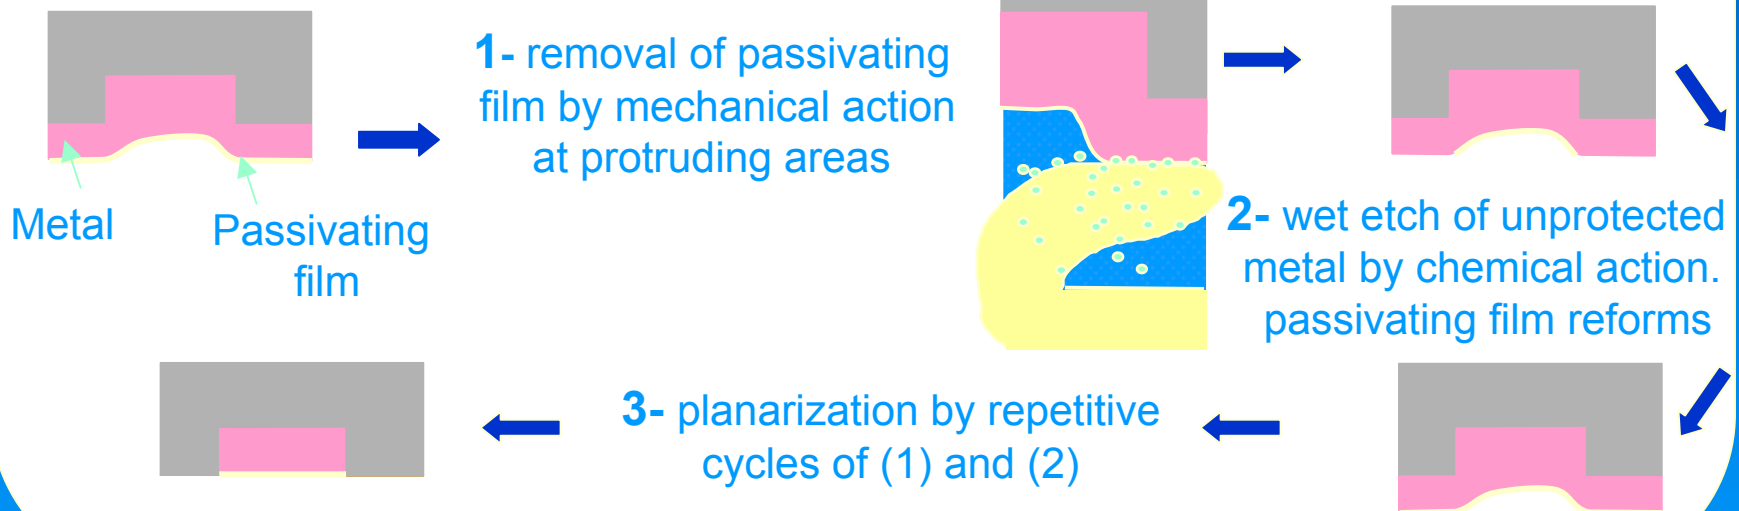 1- removal of passivating
film by mechanical action
at protruding areas
Metal
Passivating
film
2- wet etch of unprotected
metal by chemical action.
passivating film reforms
3- planarization by repetitive
cycles of (1) and (2)